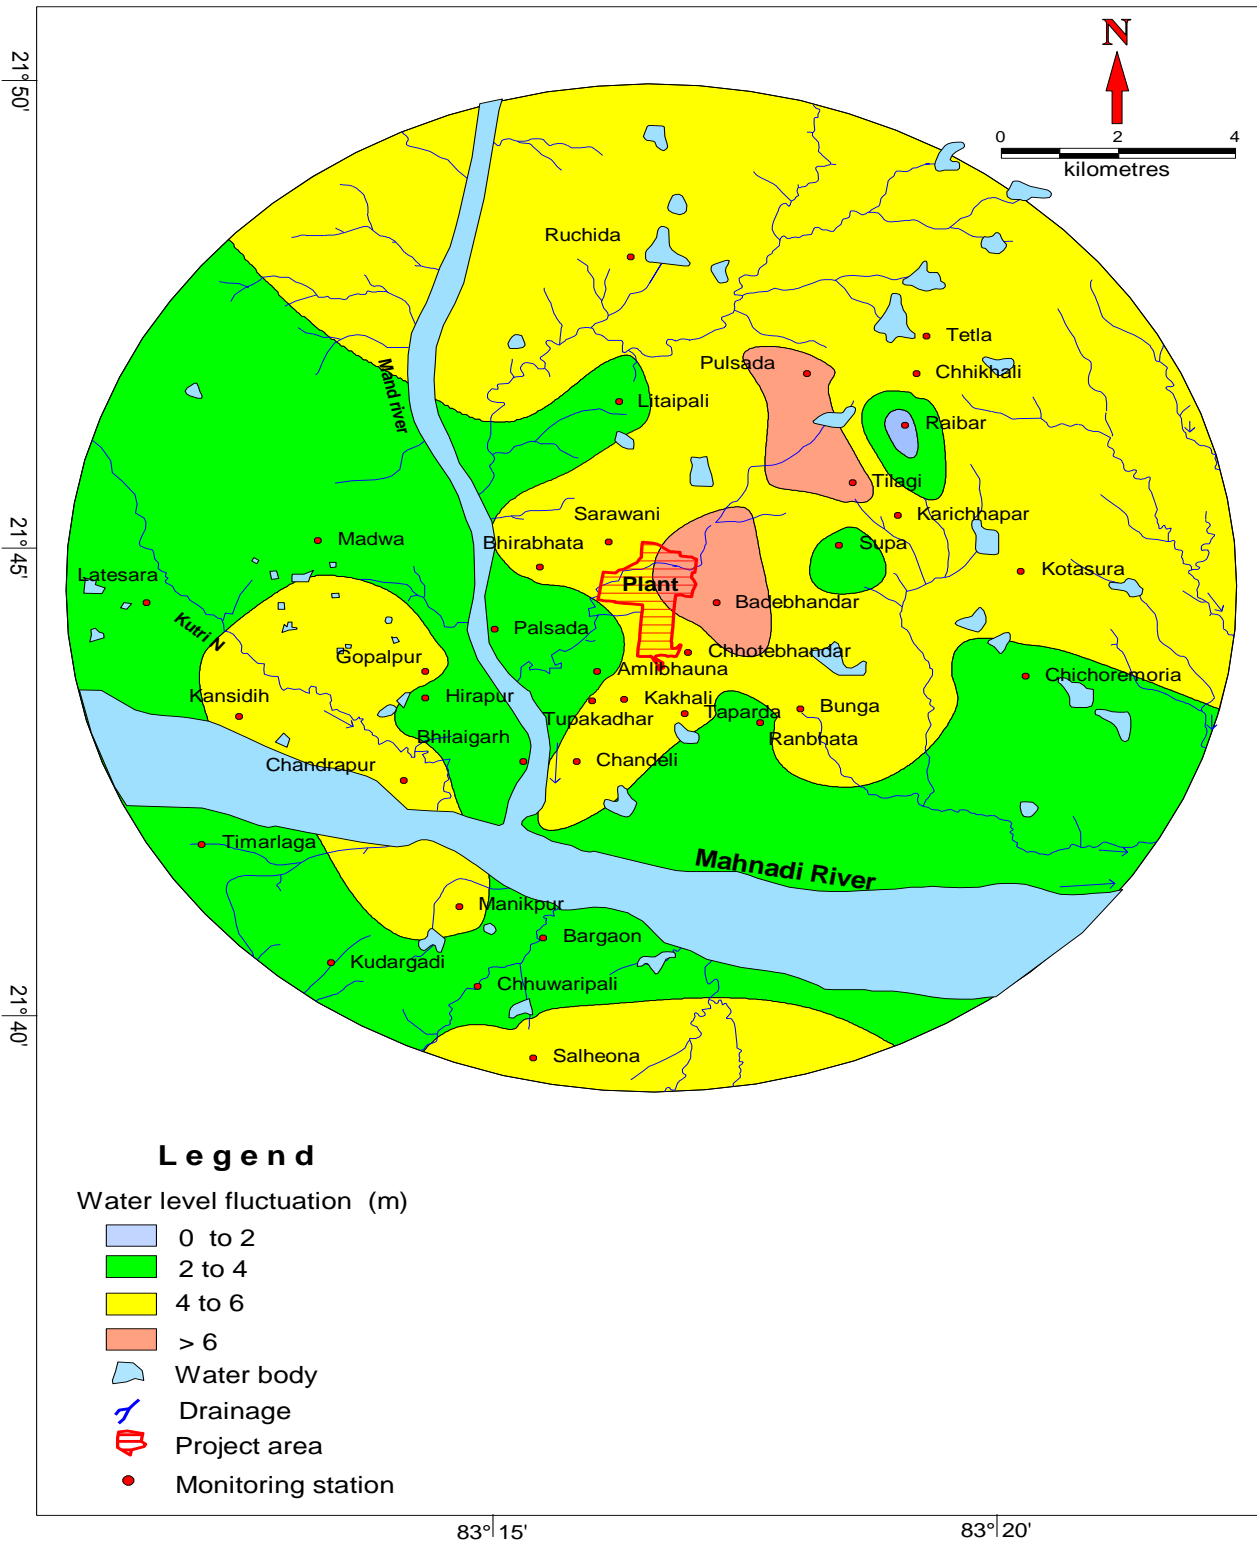 N
21°50'
0 2 4
kilometres
Ruchida
Tetla
Pulsada
Chhikhali
Mand river
Litaipali
Raibar
Tilagi
Sarawani
Karichhapar
21°45'
Madwa
Bhirabhata
Supa
Latesara
Plant
Kotasura
Badebhandar
Kutri N
Palsada
Gopalpur
Chhotebhandar
Amlibhauna
Chichoremoria
Kansidih
Hirapur
Kakhali
Tupakadhar
Taparda
Bunga
Bhilaigarh
Ranbhata
Chandrapur
Chandeli
Timarlaga
Mahnadi River
Manikpur
Bargaon
Kudargadi
Chhuwaripali
21°40'
Salheona
Legend
Water level fluctuation (m)
0 to 2
2 to 4
4 to 6
> 6
Water body
Drainage
Project area
Monitoring station
83°15'
83°20'